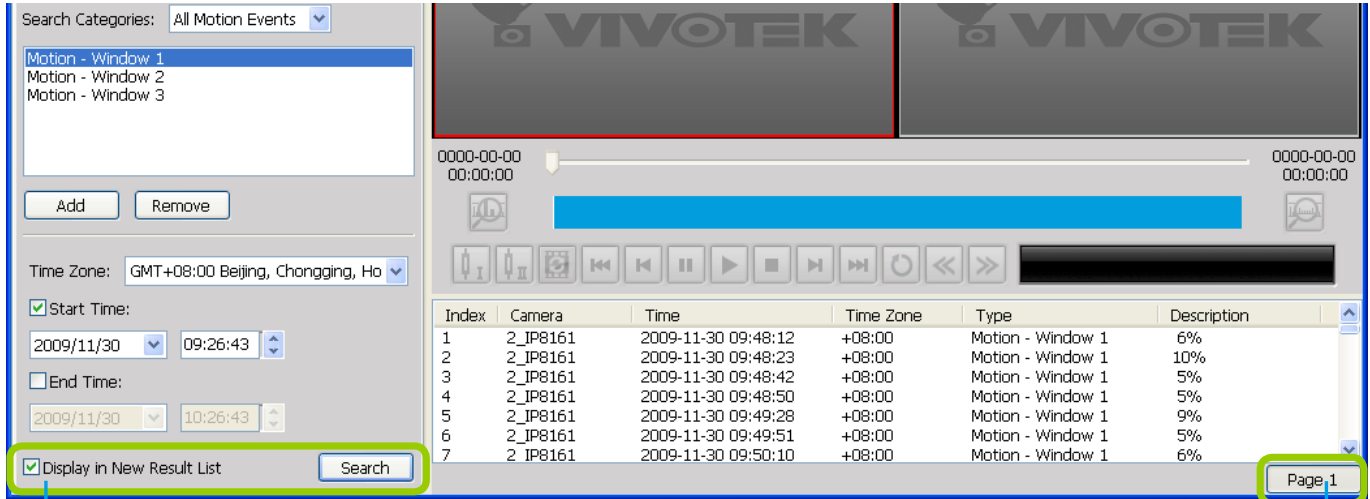 Search Categories: All Motion Events
Motion - Window 1
Motion - Window 2
Motion - Window 3
Add Remove
Time Zone: GMT+08:00 Beijing, Chongging, Ho
Start Time:
2009/11/30 09:26:43
End Time:
2009/11/30 10:26:43
Display in New Result List Search
VIVOTEK VIVOTEK
0000-00-00 0000-00-00
00:00:00 00:00:00
I II
Index Camera Time Time Zone Type Description
1 2_IP8161 2009-11-30 09:48:12 +08:00 Motion - Window 1 6%
2 2_IP8161 2009-11-30 09:48:23 +08:00 Motion - Window 1 10%
3 2_IP8161 2009-11-30 09:48:42 +08:00 Motion - Window 1 5%
4 2_IP8161 2009-11-30 09:48:50 +08:00 Motion - Window 1 5%
5 2_IP8161 2009-11-30 09:49:28 +08:00 Motion - Window 1 9%
6 2_IP8161 2009-11-30 09:49:51 +08:00 Motion - Window 1 5%
7 2_IP8161 2009-11-30 09:50:10 +08:00 Motion - Window 1 6%
Page 1